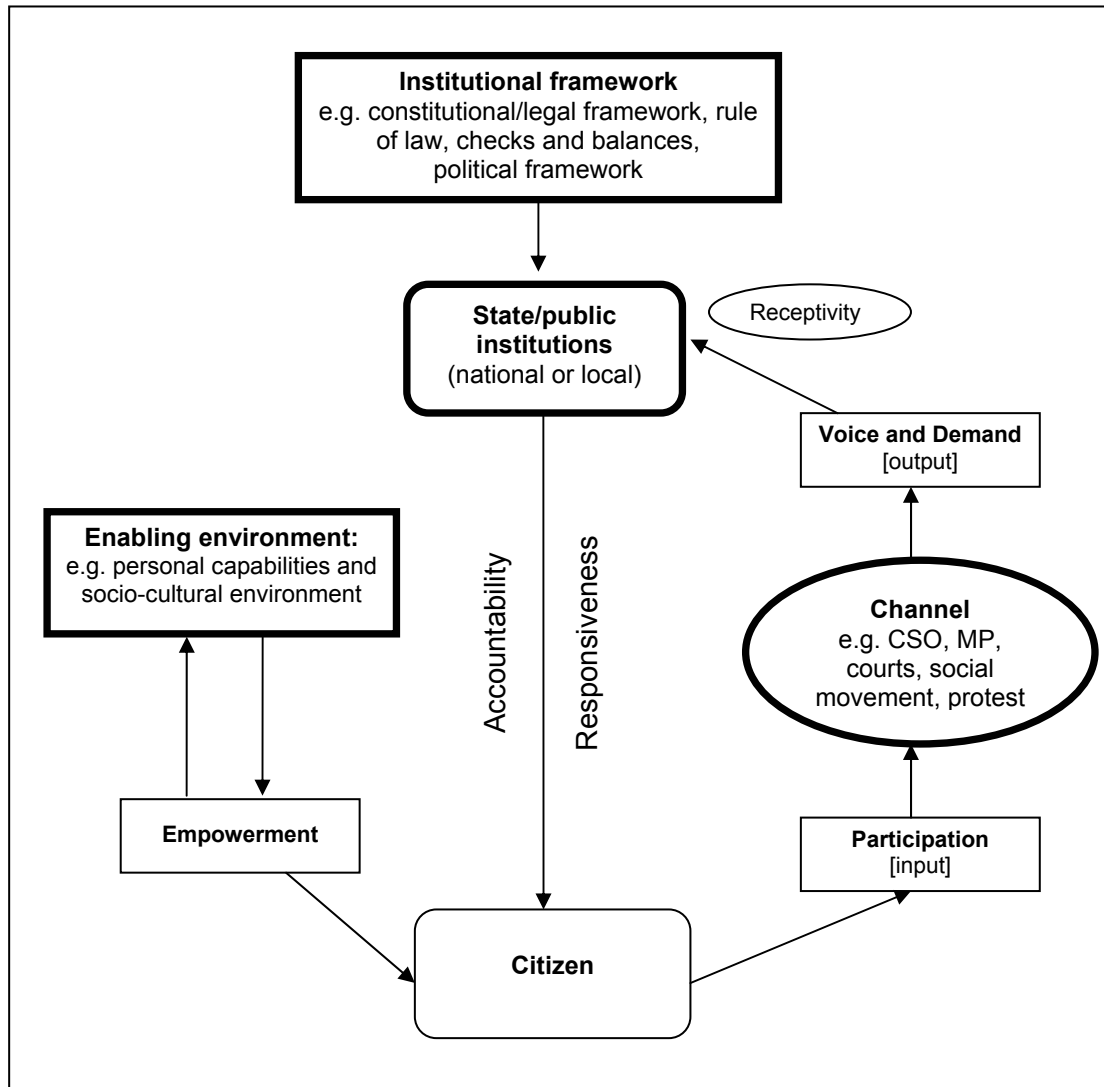 Institutional framework
e.g. constitutional/legal framework, rule
of law, checks and balances,
political framework
State/public
institutions
(national or local)
Receptivity
Voice and Demand
[output]
Enabling environment:
e.g. personal capabilities and
socio-cultural environment
Accountability
Responsiveness
Channel
e.g. CSO, MP,
courts, social
movement, protest
Empowerment
Participation
[input]
Citizen